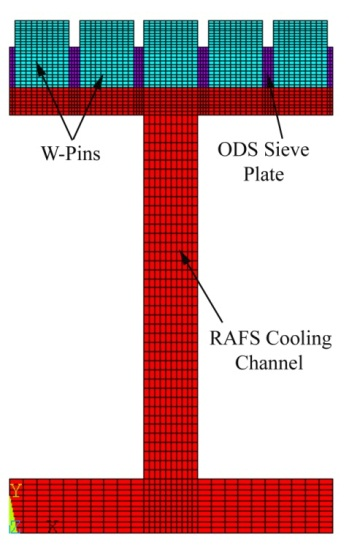 W-Pins
ODS Sieve
Plate
RAFS Cooling
Channel
Y
X